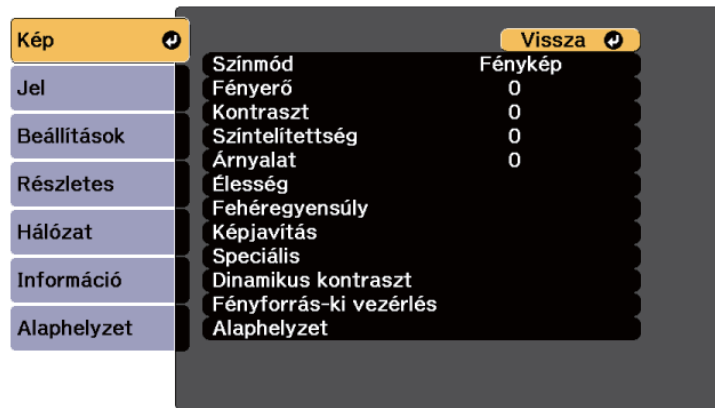 Kép
Jel
Beállítások
Részletes
Hálózat
Információ
Alaphelyzet
Vissza
Színmód Fénykép
Fényerő 0
Kontraszt 0
Színtelítettség 0
Árnyalat 0
Élesség
Fehéregyensúly
Képjavítás
Speciális
Dinamikus kontraszt
Fényforrás-ki vezérlés
Alaphelyzet